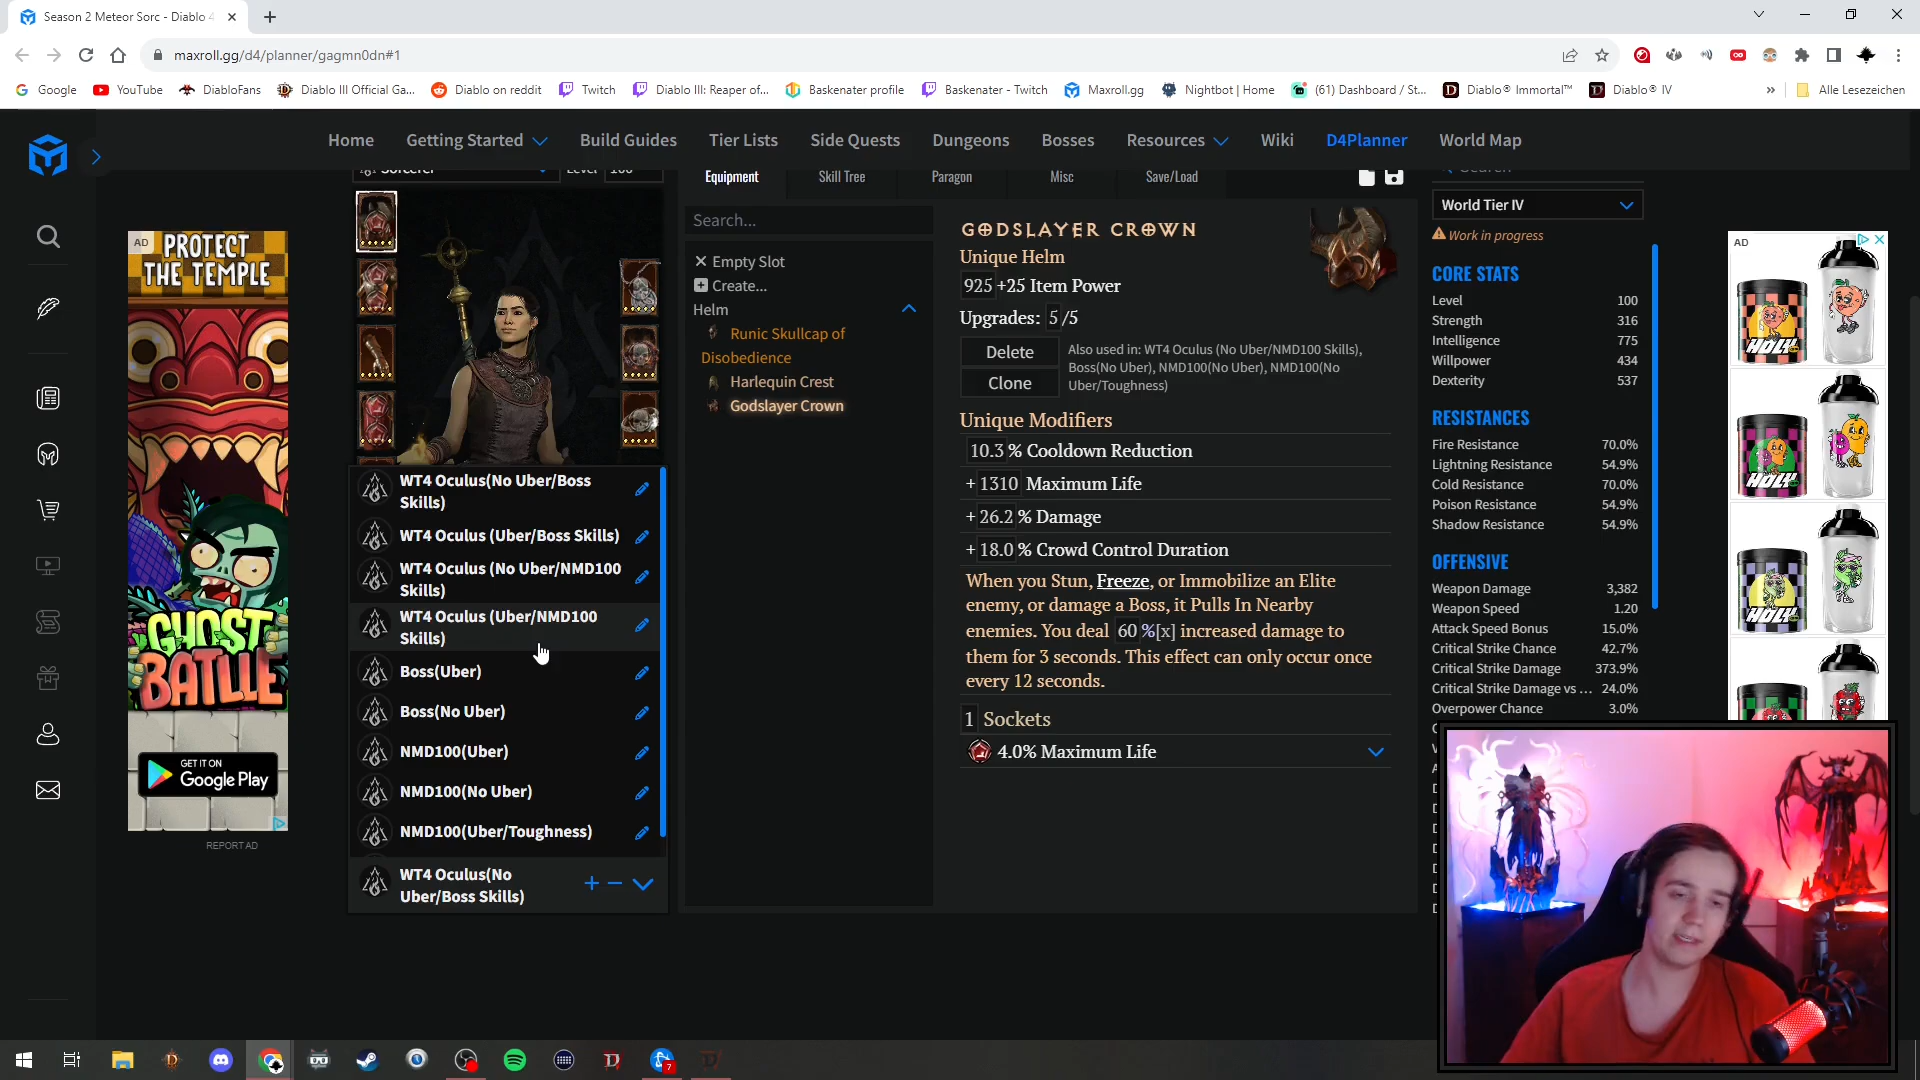 Season 2 Meteor Sorc - Diablo 4
maxroll.gg/d4/planner/gagmn0dn#1
Google
YouTube
DiabloFans
Diablo III Official Ga...
Diablo on reddit
Twitch
Diablo III: Reaper of...
Baskenater profile
Baskenater - Twitch
Maxroll.gg
Nightbot | Home
(61) Dashboard / St...
Diablo® Immortal™
Diablo® IV
»
Alle Lesezeichen
Home
Getting Started
Build Guides
Tier Lists
Side Quests
Dungeons
Bosses
Resources
Wiki
D4Planner
World Map
Sorcerer
Level
100
Equipment
Skill Tree
Paragon
Misc
Save/Load
Search...
Empty Slot
Create...
Helm
Runic Skullcap of
Disobedience
Harlequin Crest
Godslayer Crown
GODSLAYER CROWN
Unique Helm
925 +25 Item Power
Upgrades: 5 /5
Delete
Clone
Also used in: WT4 Oculus (No Uber/NMD100 Skills),
Boss(No Uber), NMD100(No Uber), NMD100(No
Uber/Toughness)
Unique Modifiers
10.3 % Cooldown Reduction
+ 1310 Maximum Life
+ 26.2 % Damage
+ 18.0 % Crowd Control Duration
When you Stun, Freeze, or Immobilize an Elite
enemy, or damage a Boss, it Pulls In Nearby
enemies. You deal 60 %[x] increased damage to
them for 3 seconds. This effect can only occur once
every 12 seconds.
1 Sockets
4.0% Maximum Life
WT4 Oculus(No Uber/Boss
Skills)
WT4 Oculus (Uber/Boss Skills)
WT4 Oculus (No Uber/NMD100
Skills)
WT4 Oculus (Uber/NMD100
Skills)
Boss(Uber)
Boss(No Uber)
NMD100(Uber)
NMD100(No Uber)
NMD100(Uber/Toughness)
WT4 Oculus(No
Uber/Boss Skills)
Search
World Tier IV
Work in progress
CORE STATS
Level 100
Strength 316
Intelligence 775
Willpower 434
Dexterity 537
RESISTANCES
Fire Resistance 70.0%
Lightning Resistance 54.9%
Cold Resistance 70.0%
Poison Resistance 54.9%
Shadow Resistance 54.9%
OFFENSIVE
Weapon Damage 3,382
Weapon Speed 1.20
Attack Speed Bonus 15.0%
Critical Strike Chance 42.7%
Critical Strike Damage 373.9%
Critical Strike Damage vs ... 24.0%
Overpower Chance 3.0%
AD
PROTECT
THE TEMPLE
GHOST
BATLLE
GET IT ON
Google Play
REPORT AD
AD
HOLY
HOLY
HOLY
7